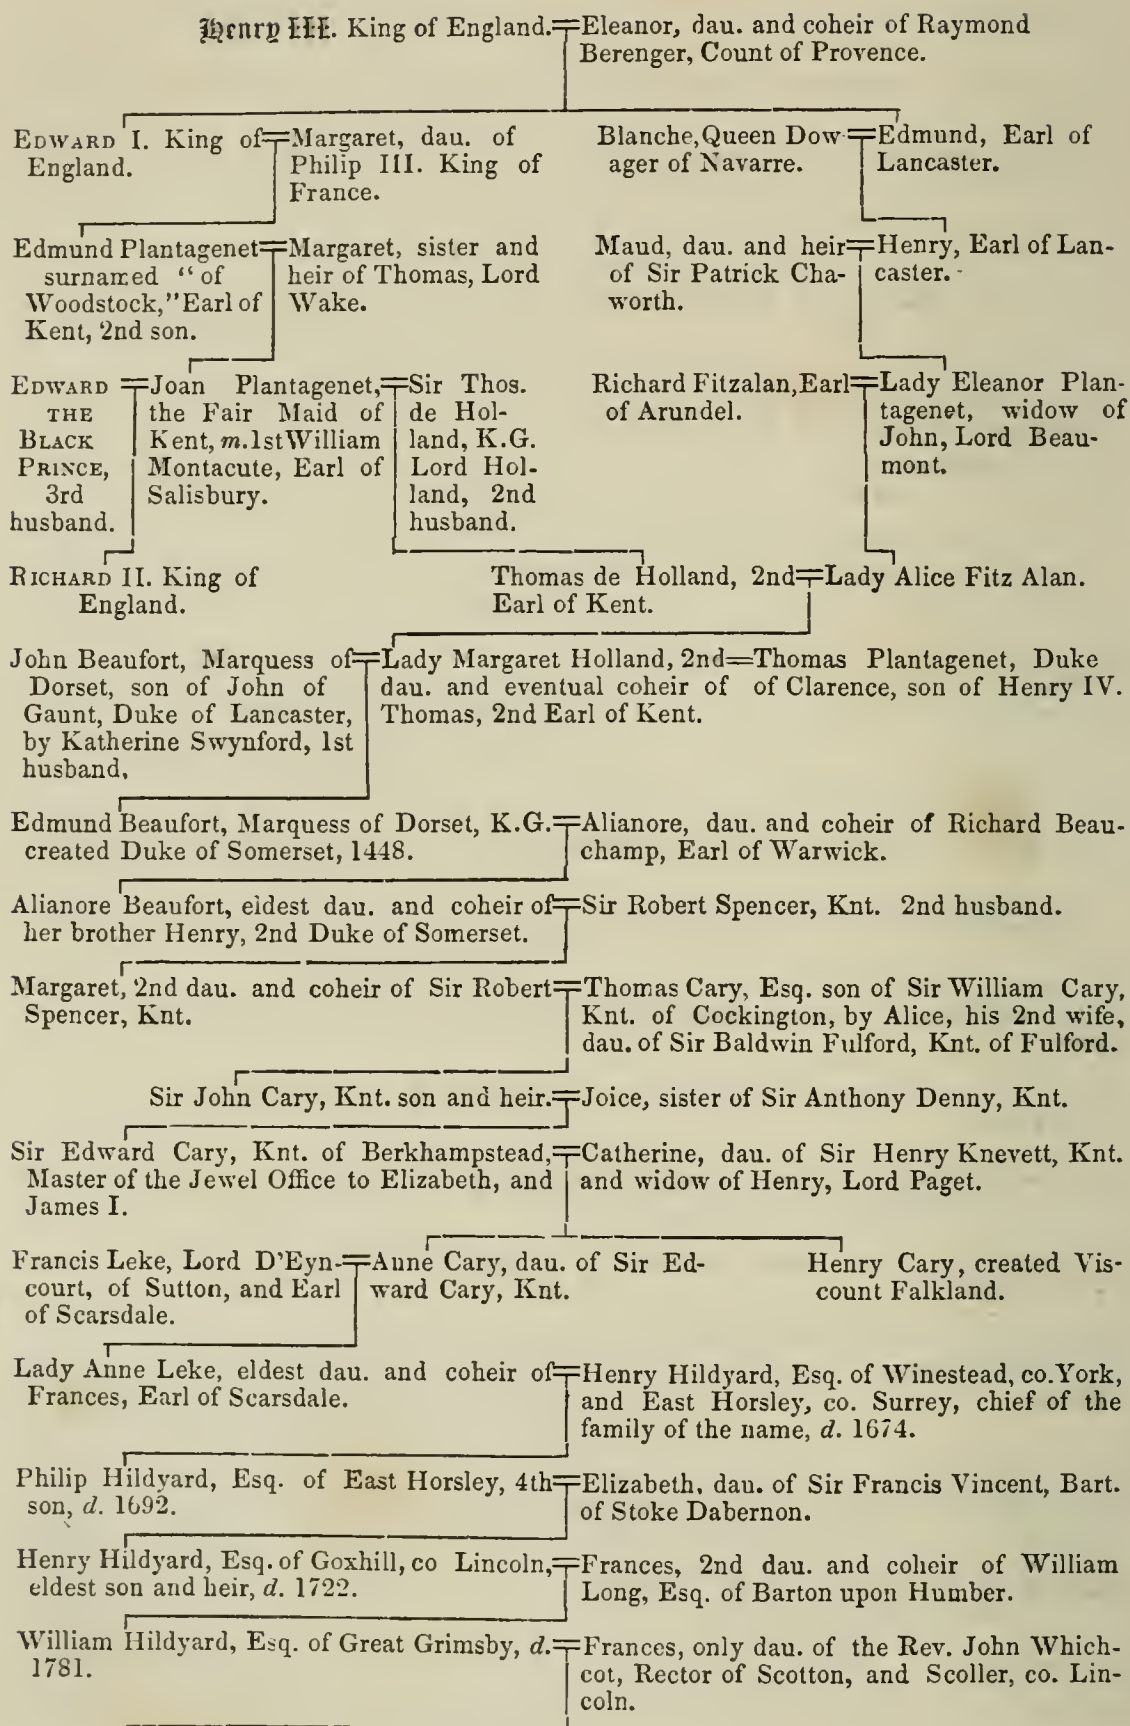 Henry III. King of England.=Eleanor, dau. and coheir of Raymond
Berenger, Count of Provence.
EDWARD I. King of
England.
Margaret, dau. of
Philip III. King of
France.
Blanche, Queen Dow-
ager of Navarre.
Edmund, Earl of
Lancaster.
Edmund Plantagenet
surnamed "of
Woodstock," Earl of
Kent, 2nd son.
Margaret, sister and
heir of Thomas, Lord
Wake.
Maud, dau. and heir
of Sir Patrick Cha-
worth.
Henry, Earl of Lan-
caster.
EDWARD
THE
BLACK
PRINCE,
3rd
husband.
Joan Plantagenet,
the Fair Maid of
Kent, m. 1st William
Montacute, Earl of
Salisbury.
Sir Thos.
de Hol-
land, K.G.
Lord Hol-
land, 2nd
husband.
Richard Fitzalan, Earl
of Arundel.
Lady Eleanor Plan-
tagenet, widow of
John, Lord Beau-
mont.
RICHARD II. King of
England.
Thomas de Holland, 2nd
Earl of Kent.
Lady Alice Fitz Alan.
John Beaufort, Marquess of
Dorset, son of John of
Gaunt, Duke of Lancaster,
by Katherine Swynford, 1st
husband.
Lady Margaret Holland, 2nd
dau. and eventual coheir of
Thomas, 2nd Earl of Kent.
Thomas Plantagenet, Duke
of Clarence, son of Henry IV.
Edmund Beaufort, Marquess of Dorset, K.G.
created Duke of Somerset, 1448.
Alianore, dau. and coheir of Richard Beau-
champ, Earl of Warwick.
Alianore Beaufort, eldest dau. and coheir of
her brother Henry, 2nd Duke of Somerset.
Sir Robert Spencer, Knt. 2nd husband.
Margaret, 2nd dau. and coheir of Sir Robert
Spencer, Knt.
Thomas Cary, Esq. son of Sir William Cary,
Knt. of Cockington, by Alice, his 2nd wife,
dau. of Sir Baldwin Fulford, Knt. of Fulford.
Sir John Cary, Knt. son and heir.
Joice, sister of Sir Anthony Denny, Knt.
Sir Edward Cary, Knt. of Berkhampstead,
Master of the Jewel Office to Elizabeth, and
James I.
Catherine, dau. of Sir Henry Knevett, Knt.
and widow of Henry, Lord Paget.
Francis Leke, Lord D'Eyn-
court, of Sutton, and Earl
of Scarsdale.
Anne Cary, dau. of Sir Ed-
ward Cary, Knt.
Henry Cary, created Vis-
count Falkland.
Lady Anne Leke, eldest dau. and coheir of
Frances, Earl of Scarsdale.
Henry Hildyard, Esq. of Winestead, co. York,
and East Horsley, co. Surrey, chief of the
family of the name, d. 1674.
Philip Hildyard, Esq. of East Horsley, 4th
son, d. 1692.
Elizabeth, dau. of Sir Francis Vincent, Bart.
of Stoke Dabernon.
Henry Hildyard, Esq. of Goxhill, co Lincoln,
eldest son and heir, d. 1722.
Frances, 2nd dau. and coheir of William
Long, Esq. of Barton upon Humber.
William Hildyard, Esq. of Great Grimsby, d.
1781.
Frances, only dau. of the Rev. John Which-
cot, Rector of Scotton, and Scoller, co. Lin-
coln.